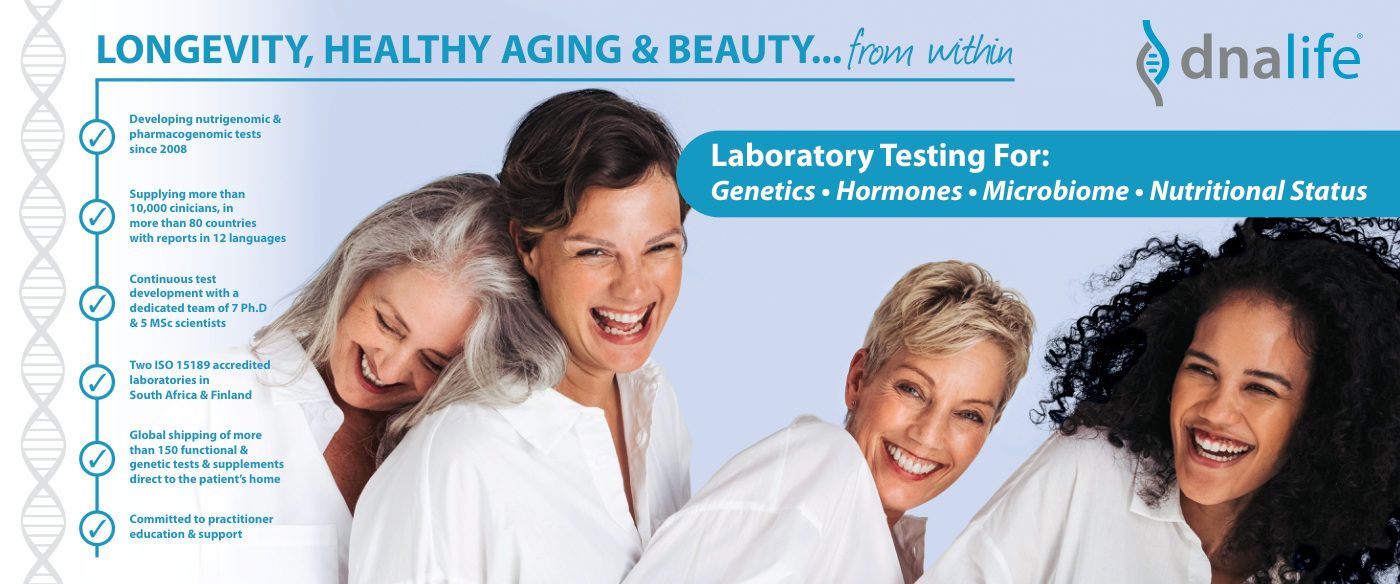 LONGEVITY, HEALTHY AGING & BEAUTY... from within
dnalife®
Laboratory Testing For:
Genetics • Hormones • Microbiome • Nutritional Status
Developing nutrigenomic &
pharmacogenomic tests
since 2008
Supplying more than
10,000 cinicians, in
more than 80 countries
with reports in 12 languages
Continuous test
development with a
dedicated team of 7 Ph.D
& 5 MSc scientists
Two ISO 15189 accredited
laboratories in
South Africa & Finland
Global shipping of more
than 150 functional &
genetic tests & supplements
direct to the patient's home
Committed to practitioner
education & support